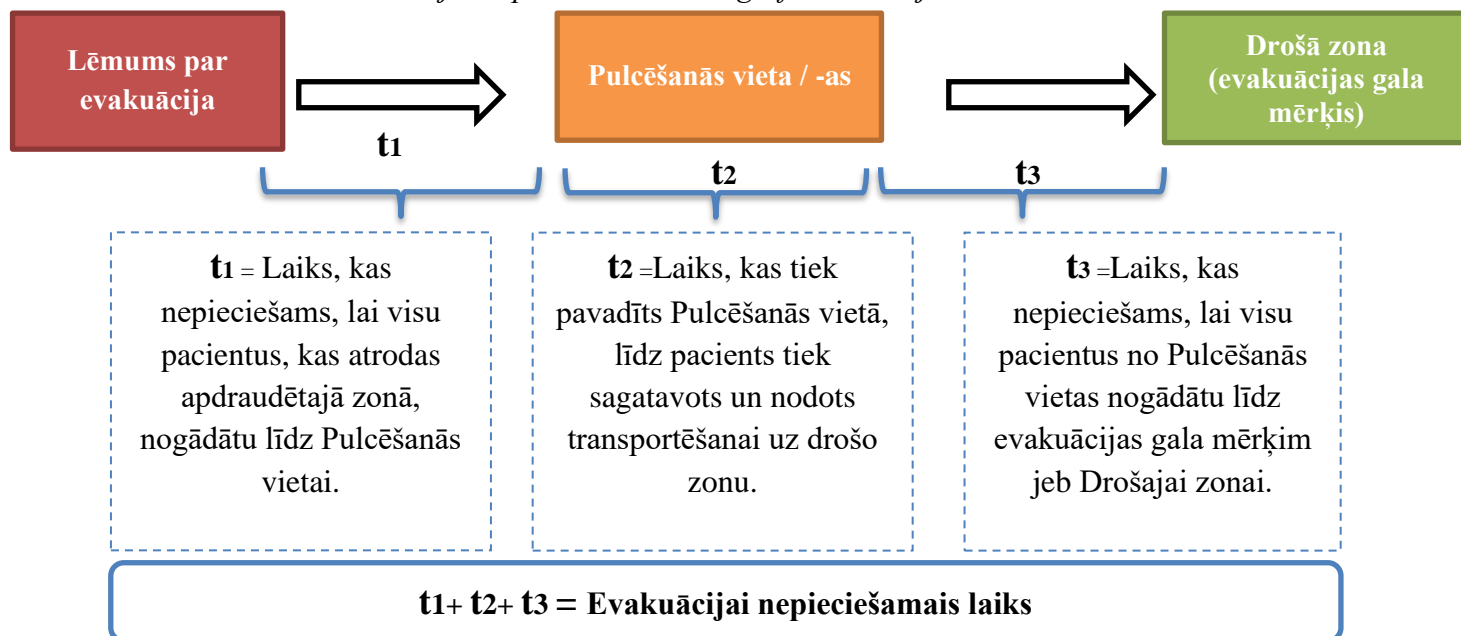 Lēmums par
evakuācija
Pulcēšanās vieta / -as
Drošā zona
(evakuācijas gala
mērķis)
t1
t2
t3
t1 = Laiks, kas
nepieciešams, lai visu
pacientus, kas atrodas
apdraudētajā zonā,
nogādātu līdz Pulcēšanās
vietai.
t2 =Laiks, kas tiek
pavadīts Pulcēšanās vietā,
līdz pacients tiek
sagatavots un nodots
transportēšanai uz drošo
zonu.
t3 =Laiks, kas
nepieciešams, lai visu
pacientus no Pulcēšanās
vietas nogādātu līdz
evakuācijas gala mērķim
jeb Drošajai zonai.
t1+ t2+ t3 = Evakuācijai nepieciešamais laiks